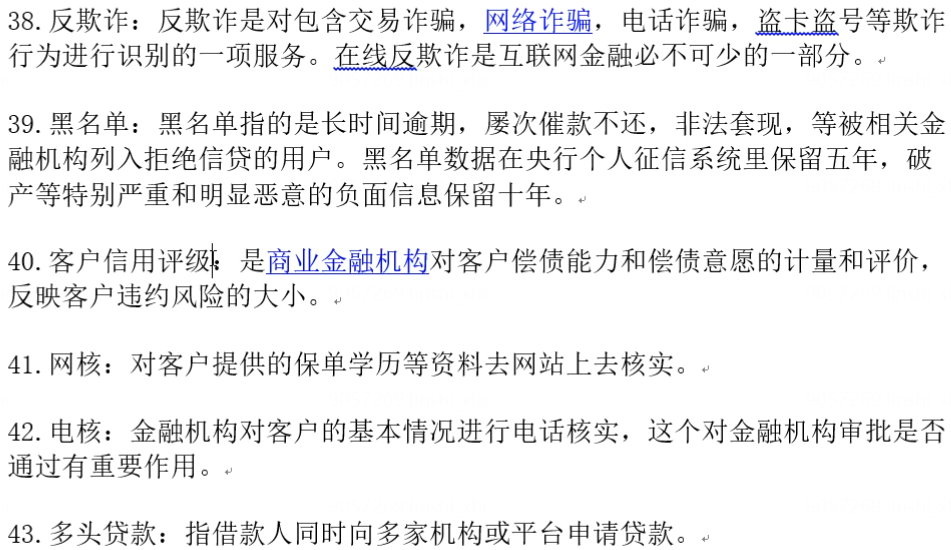 38.反欺诈：反欺诈是对包含交易诈骗，网络诈骗，电话诈骗，盗卡盗号等欺诈
行为进行识别的一项服务。在线反欺诈是互联网金融必不可少的一部分。
39.黑名单：黑名单指的是长时间逾期，屡次催款不还，非法套现，等被相关金
融机构列入拒绝信贷的用户。黑名单数据在央行个人征信系统里保留五年，破
产等特别严重和明显恶意的负面信息保留十年。
40.客户信用评级：是商业金融机构对客户偿债能力和偿债意愿的计量和评价，
反映客户违约风险的大小。
41.网核：对客户提供的保单学历等资料去网站上去核实。
42.电核：金融机构对客户的基本情况进行电话核实，这个对金融机构审批是否
通过有重要作用。
43.多头贷款：指借款人同时向多家机构或平台申请贷款。